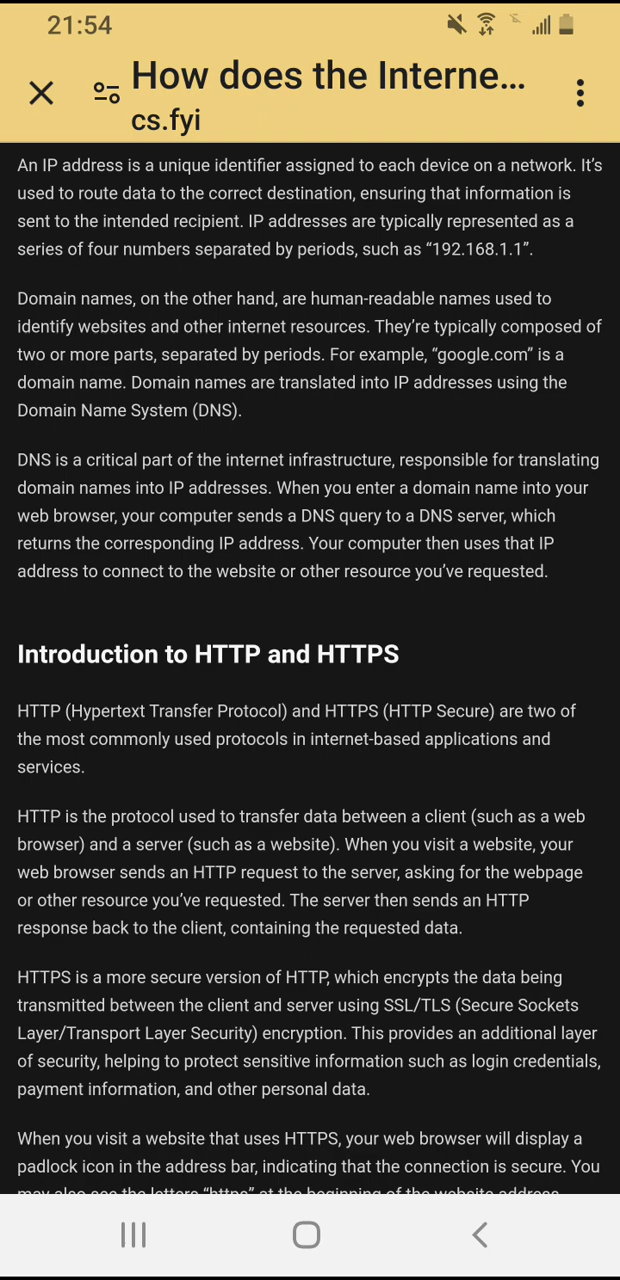 21:54
How does the Interne...
cs.fyi
An IP address is a unique identifier assigned to each device on a network. It’s
used to route data to the correct destination, ensuring that information is
sent to the intended recipient. IP addresses are typically represented as a
series of four numbers separated by periods, such as “192.168.1.1”.
Domain names, on the other hand, are human-readable names used to
identify websites and other internet resources. They’re typically composed of
two or more parts, separated by periods. For example, “google.com” is a
domain name. Domain names are translated into IP addresses using the
Domain Name System (DNS).
DNS is a critical part of the internet infrastructure, responsible for translating
domain names into IP addresses. When you enter a domain name into your
web browser, your computer sends a DNS query to a DNS server, which
returns the corresponding IP address. Your computer then uses that IP
address to connect to the website or other resource you’ve requested.
Introduction to HTTP and HTTPS
HTTP (Hypertext Transfer Protocol) and HTTPS (HTTP Secure) are two of
the most commonly used protocols in internet-based applications and
services.
HTTP is the protocol used to transfer data between a client (such as a web
browser) and a server (such as a website). When you visit a website, your
web browser sends an HTTP request to the server, asking for the webpage
or other resource you’ve requested. The server then sends an HTTP
response back to the client, containing the requested data.
HTTPS is a more secure version of HTTP, which encrypts the data being
transmitted between the client and server using SSL/TLS (Secure Sockets
Layer/Transport Layer Security) encryption. This provides an additional layer
of security, helping to protect sensitive information such as login credentials,
payment information, and other personal data.
When you visit a website that uses HTTPS, your web browser will display a
padlock icon in the address bar, indicating that the connection is secure. You
may also see the letters “https” at the beginning of the website address